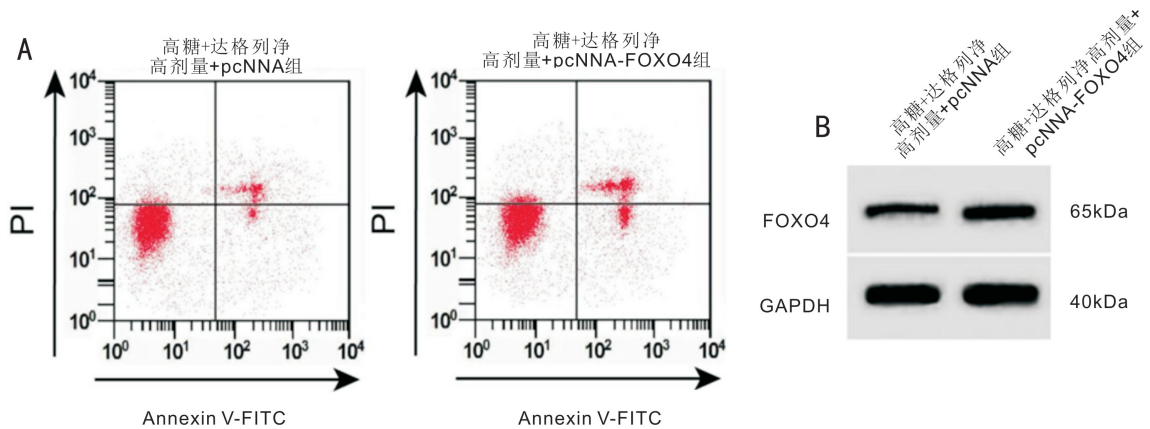 A
高糖+达格列净
高剂量+pcNNA组
10⁴
10³
10²
10¹
10⁰
PI
10⁰ 10¹ 10² 10³ 10⁴
Annexin V-FITC
高糖+达格列净
高剂量+pcNNA-FOXO4组
10⁴
10³
10²
10¹
10⁰
PI
10⁰ 10¹ 10² 10³ 10⁴
Annexin V-FITC
B
高糖+达格列净
高剂量+pcNNA组
高糖+达格列净高剂量+
pcNNA-FOXO4组
FOXO4 65kDa
GAPDH 40kDa